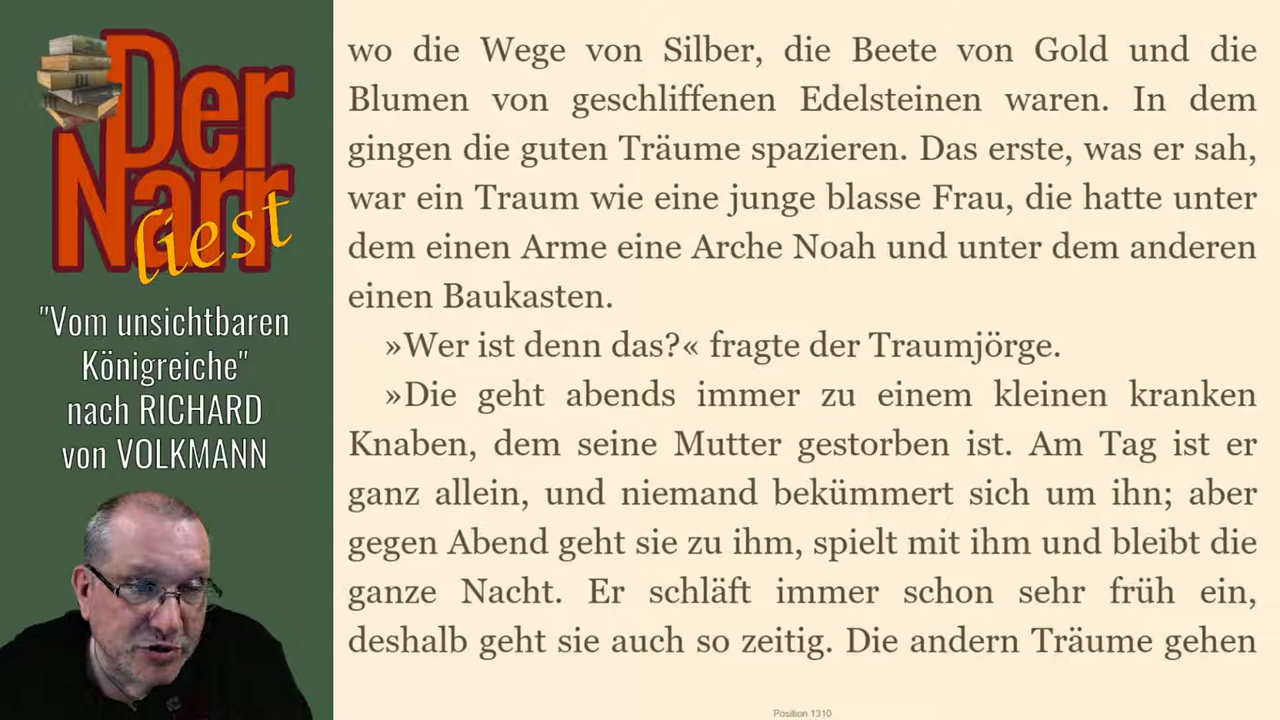 Der
Narr
liest
"Vom unsichtbaren
Königreiche"
nach RICHARD
von VOLKMANN
wo die Wege von Silber, die Beete von Gold und die
Blumen von geschliffenen Edelsteinen waren. In dem
gingen die guten Träume spazieren. Das erste, was er sah,
war ein Traum wie eine junge blasse Frau, die hatte unter
dem einen Arme eine Arche Noah und unter dem anderen
einen Baukasten.
»Wer ist denn das?« fragte der Traumjörge.
»Die geht abends immer zu einem kleinen kranken
Knaben, dem seine Mutter gestorben ist. Am Tag ist er
ganz allein, und niemand bekümmert sich um ihn; aber
gegen Abend geht sie zu ihm, spielt mit ihm und bleibt die
ganze Nacht. Er schläft immer schon sehr früh ein,
deshalb geht sie auch so zeitig. Die andern Träume gehen
Position 1310